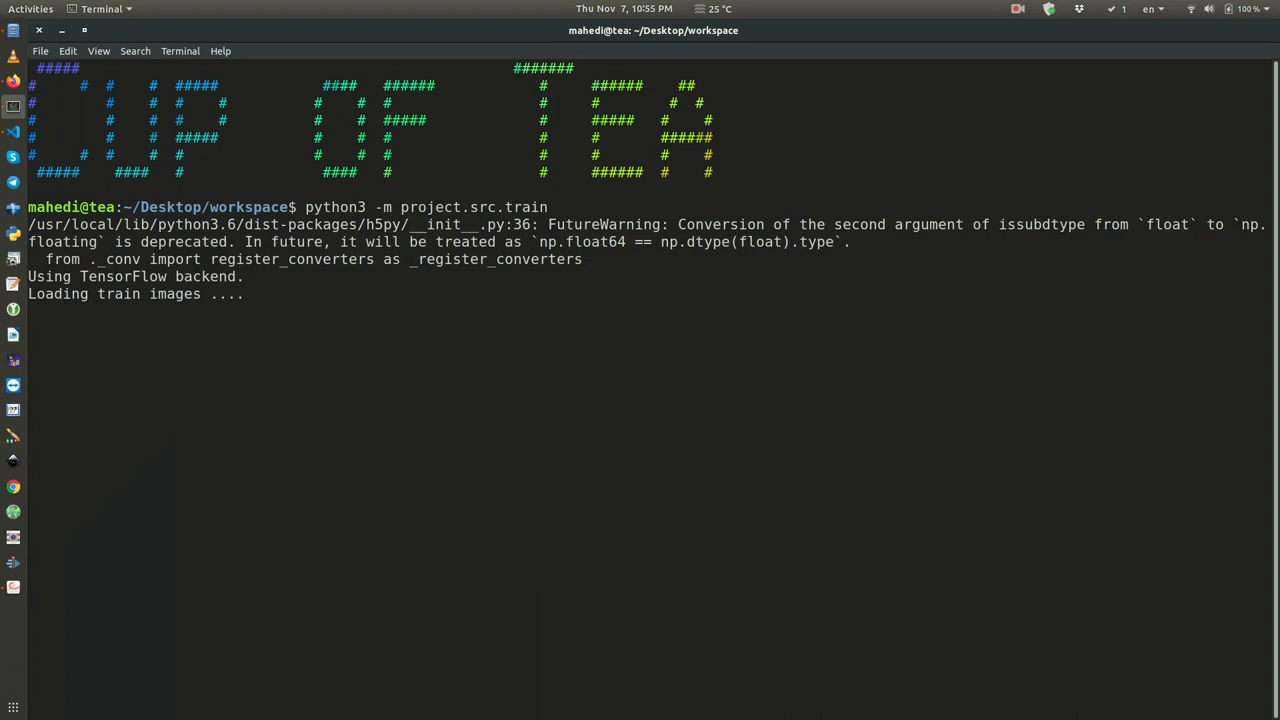 Activities Terminal Thu Nov 7, 10:55 PM 25 °C 1 en 100 %
mahedi@tea: ~/Desktop/workspace
File Edit View Search Terminal Help
CUP OF TEA
mahedi@tea:~/Desktop/workspace$ python3 -m project.src.train
/usr/local/lib/python3.6/dist-packages/h5py/__init__.py:36: FutureWarning: Conversion of the second argument of issubdtype from `float` to `np.
floating` is deprecated. In future, it will be treated as `np.float64 == np.dtype(float).type`.
from ._conv import register_converters as _register_converters
Using TensorFlow backend.
Loading train images ....